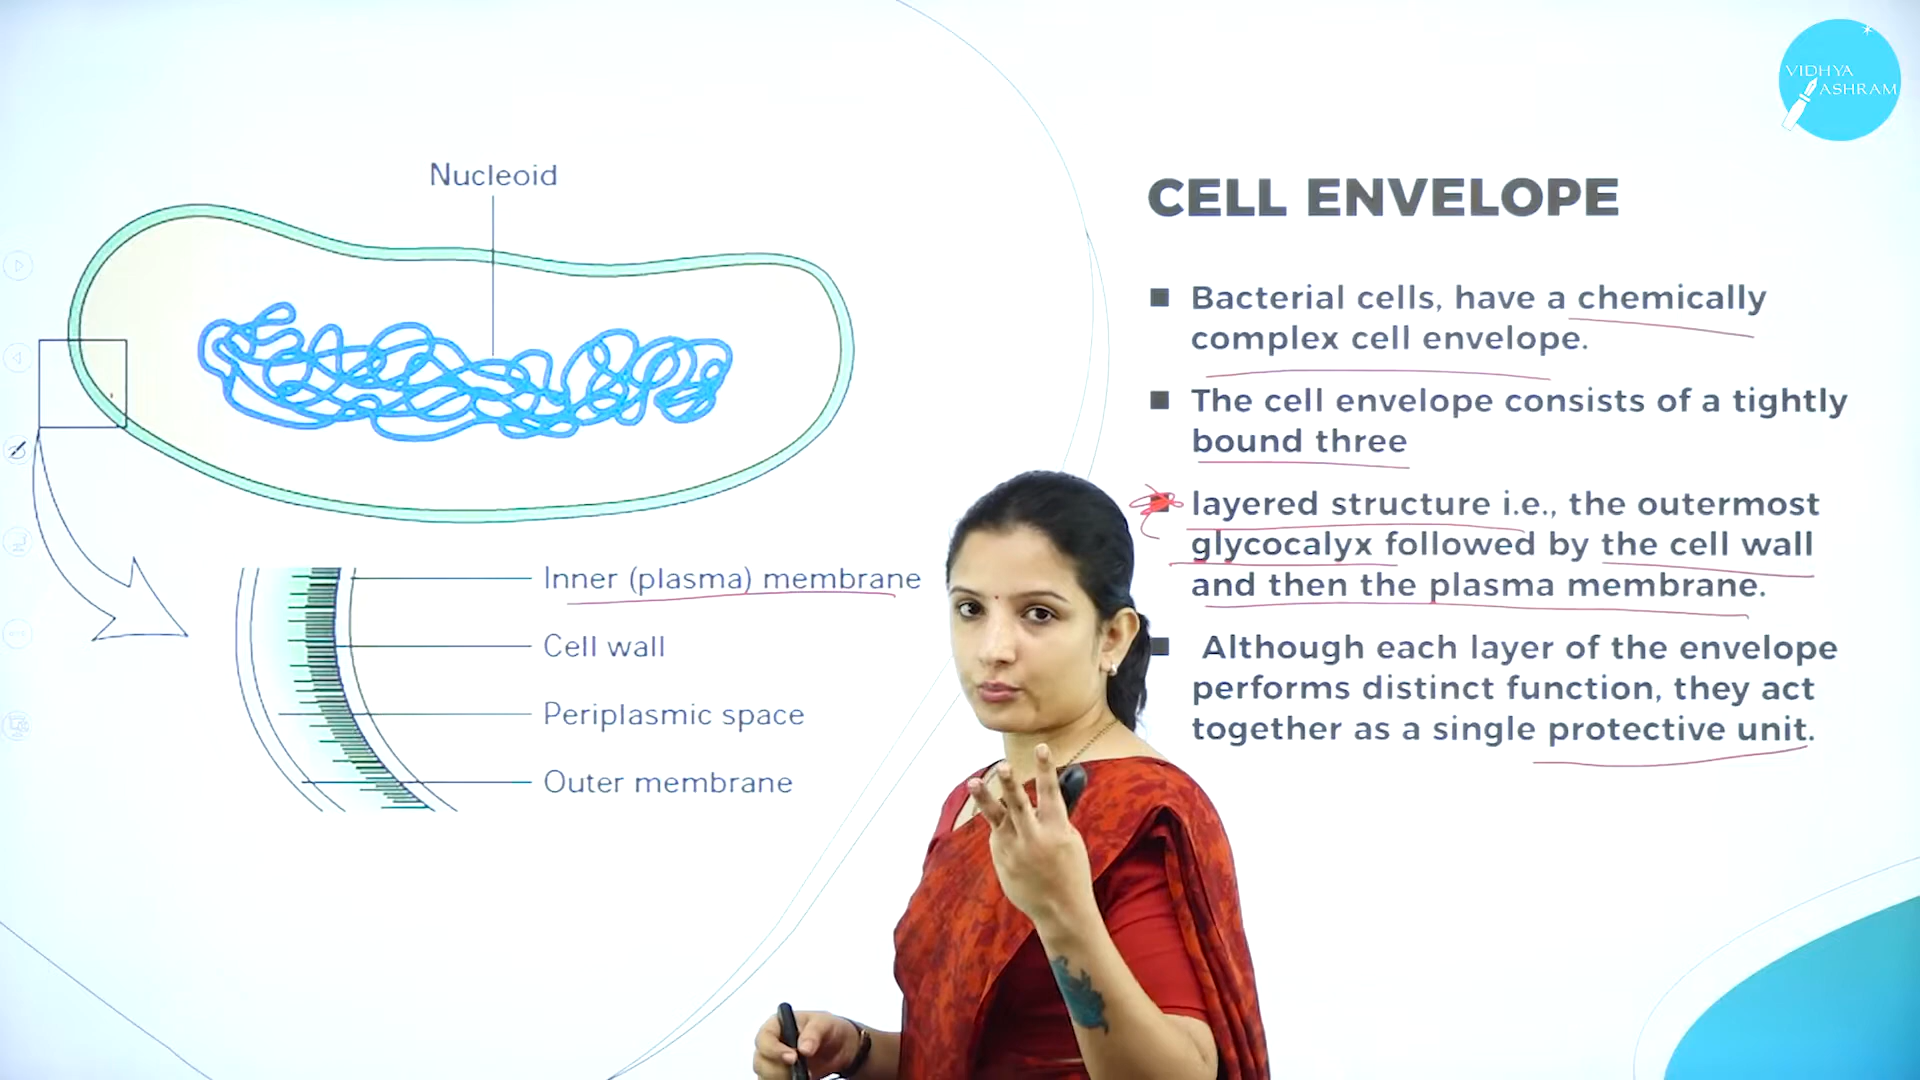 VIDHYA
ASHRAM
Nucleoid
Inner (plasma) membrane
Cell wall
Periplasmic space
Outer membrane
CELL ENVELOPE
Bacterial cells, have a chemically
complex cell envelope.
The cell envelope consists of a tightly
bound three
layered structure i.e., the outermost
glycocalyx followed by the cell wall
and then the plasma membrane.
Although each layer of the envelope
performs distinct function, they act
together as a single protective unit.